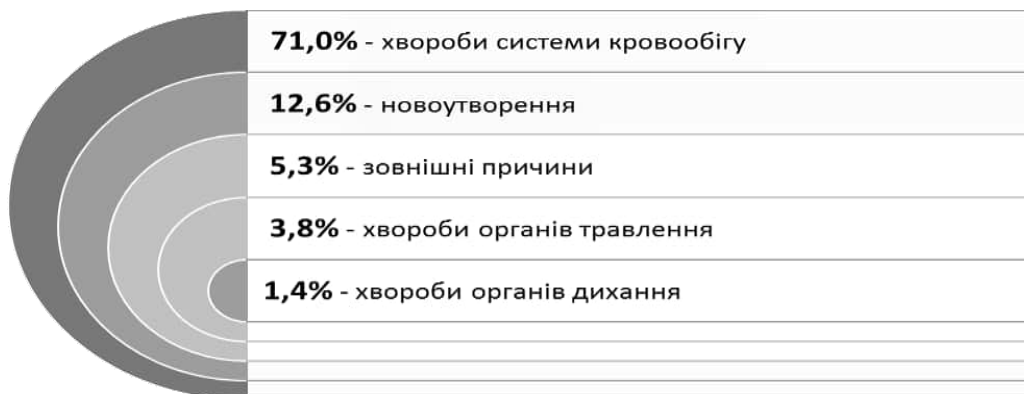 71,0% - хвороби системи кровообігу
12,6% - новоутворення
5,3% - зовнішні причини
3,8% - хвороби органів травлення
1,4% - хвороби органів дихання